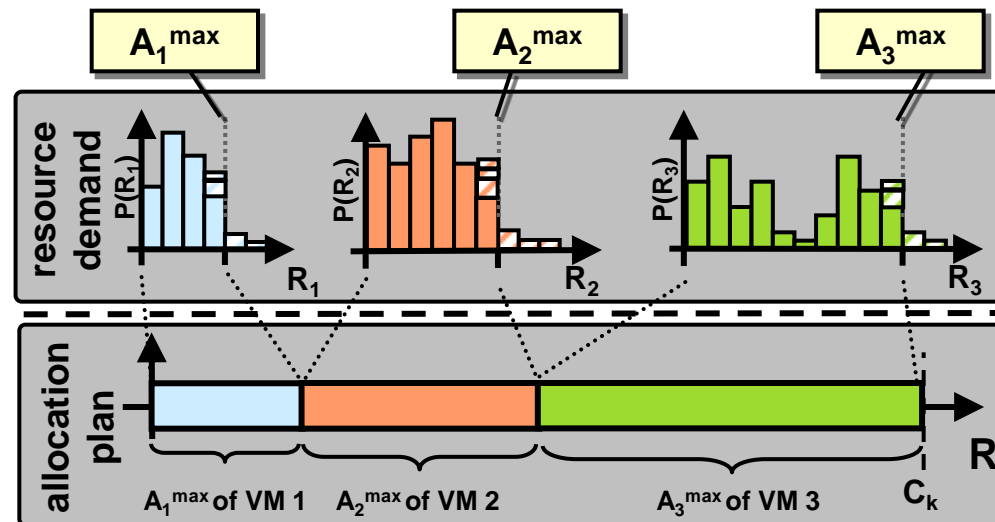 A₁ᵐᵃˣ
A₂ᵐᵃˣ
A₃ᵐᵃˣ
resource
demand
P(R₁)
R₁
P(R₂)
R₂
P(R₃)
R₃
allocation
plan
R
A₁ᵐᵃˣ of VM 1
A₂ᵐᵃˣ of VM 2
A₃ᵐᵃˣ of VM 3
Cₖ